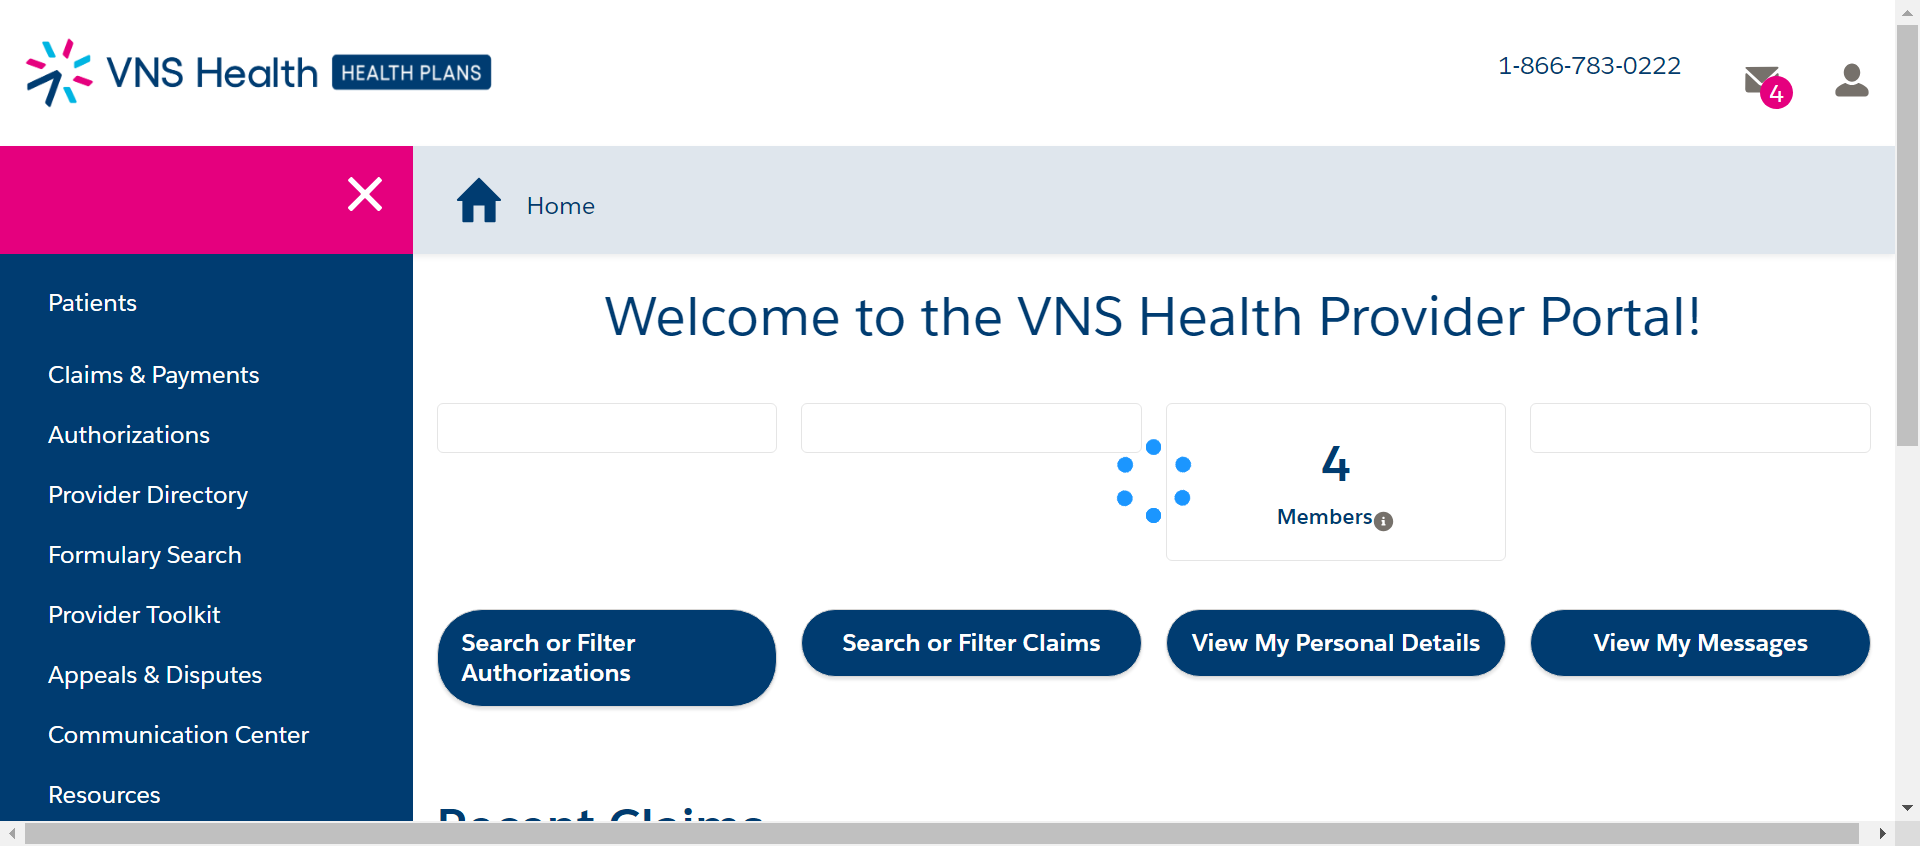 VNS Health HEALTH PLANS
1-866-783-0222
4
Home
Patients
Claims & Payments
Authorizations
Provider Directory
Formulary Search
Provider Toolkit
Appeals & Disputes
Communication Center
Resources
Welcome to the VNS Health Provider Portal!
4
Members
Search or Filter
Authorizations
Search or Filter Claims
View My Personal Details
View My Messages
Recent Claims